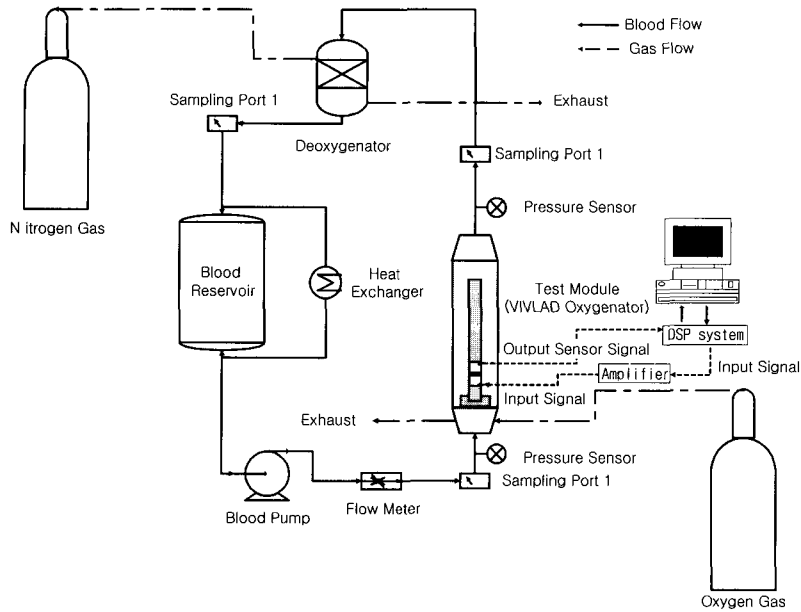 Blood Flow
Gas Flow
Sampling Port 1
Exhaust
Deoxygenator
Sampling Port 1
Pressure Sensor
N itrogen Gas
Blood
Reservoir
Heat
Exchanger
Test Module
(VIVLAD Oxygenator)
DSP system
Output Sensor Signal
Input Signal
Amplifier
Input Signal
Exhaust
Pressure Sensor
Sampling Port 1
Blood Pump
Flow Meter
Oxygen Gas